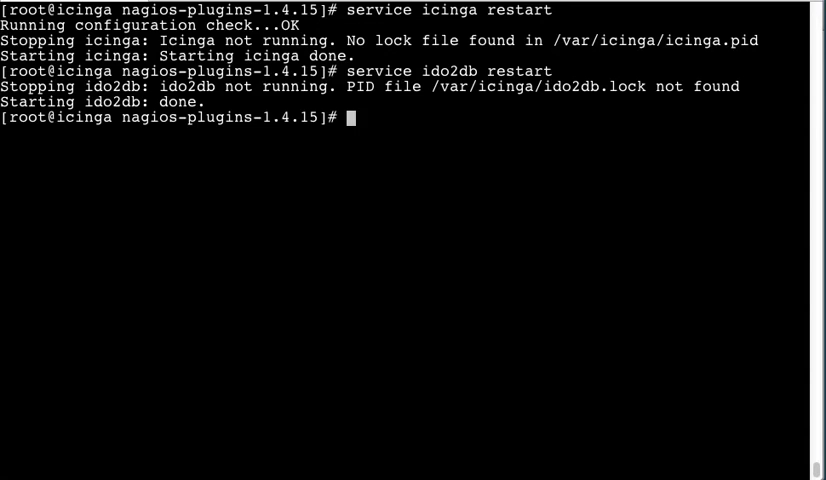 [root@icinga nagios-plugins-1.4.15]# service icinga restart
Running configuration check...OK
Stopping icinga: Icinga not running. No lock file found in /var/icinga/icinga.pid
Starting icinga: Starting icinga done.
[root@icinga nagios-plugins-1.4.15]# service ido2db restart
Stopping ido2db: ido2db not running. PID file /var/icinga/ido2db.lock not found
Starting ido2db: done.
[root@icinga nagios-plugins-1.4.15]#